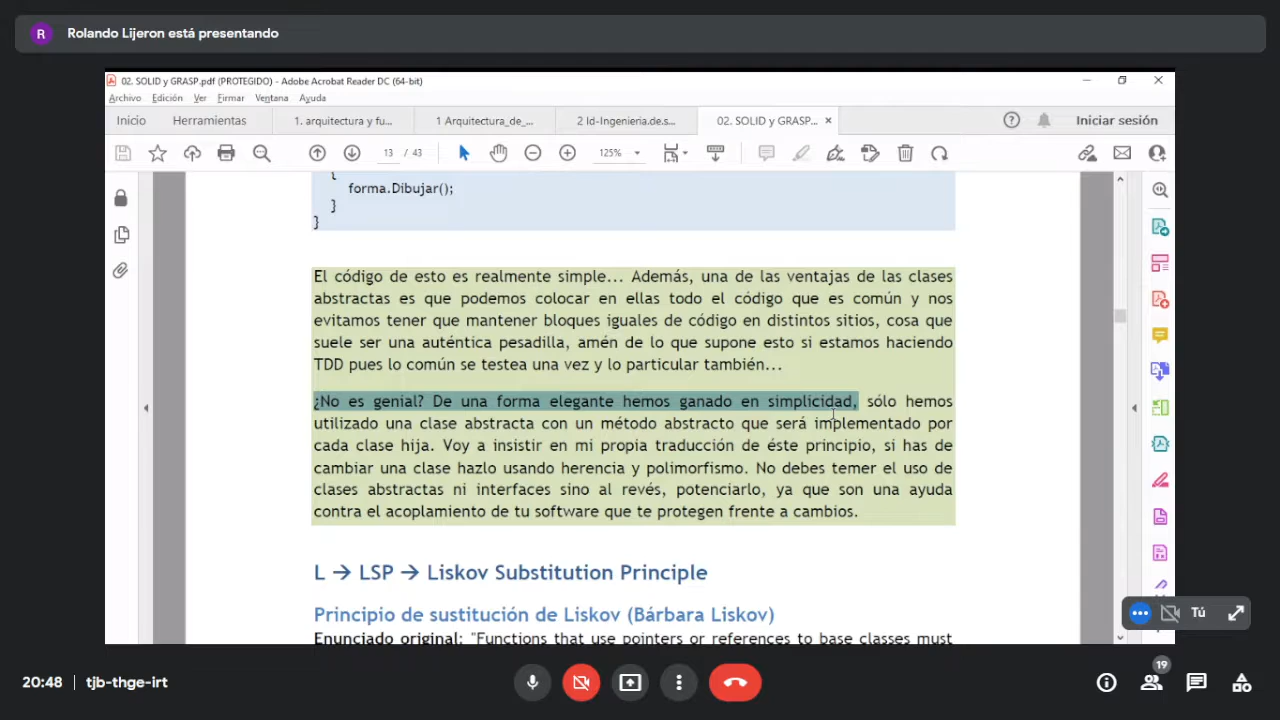 R Rolando Lijeron está presentando
02. SOLID y GRASP.pdf (PROTEGIDO) - Adobe Acrobat Reader DC (64-bit)
Archivo Edición Ver Firmar Ventana Ayuda
Inicio Herramientas 1. arquitectura y fu... 1 Arquitectura_de_... 2 Id-Ingenieria.de.s... 02. SOLID y GRASP... × Iniciar sesión
13 / 43 125%
{
forma.Dibujar();
}
}
El código de esto es realmente simple... Además, una de las ventajas de las clases
abstractas es que podemos colocar en ellas todo el código que es común y nos
evitamos tener que mantener bloques iguales de código en distintos sitios, cosa que
suele ser una auténtica pesadilla, amén de lo que supone esto si estamos haciendo
TDD pues lo común se testea una vez y lo particular también...
¿No es genial? De una forma elegante hemos ganado en simplicidad, sólo hemos
utilizado una clase abstracta con un método abstracto que será implementado por
cada clase hija. Voy a insistir en mi propia traducción de éste principio, si has de
cambiar una clase hazlo usando herencia y polimorfismo. No debes temer el uso de
clases abstractas ni interfaces sino al revés, potenciarlo, ya que son una ayuda
contra el acoplamiento de tu software que te protegen frente a cambios.
L → LSP → Liskov Substitution Principle
Principio de sustitución de Liskov (Bárbara Liskov)
Enunciado original: "Functions that use pointers or references to base classes must
Tú
20:48 | tjb-thge-irt
19